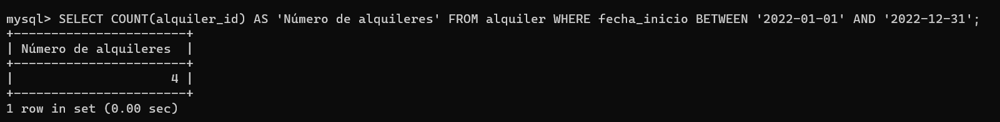 mysql> SELECT COUNT(alquiler_id) AS 'Número de alquileres' FROM alquiler WHERE fecha_inicio BETWEEN '2022-01-01' AND '2022-12-31';
+-----------------------+
| Número de alquileres  |
+-----------------------+
|                     4 |
+-----------------------+
1 row in set (0.00 sec)